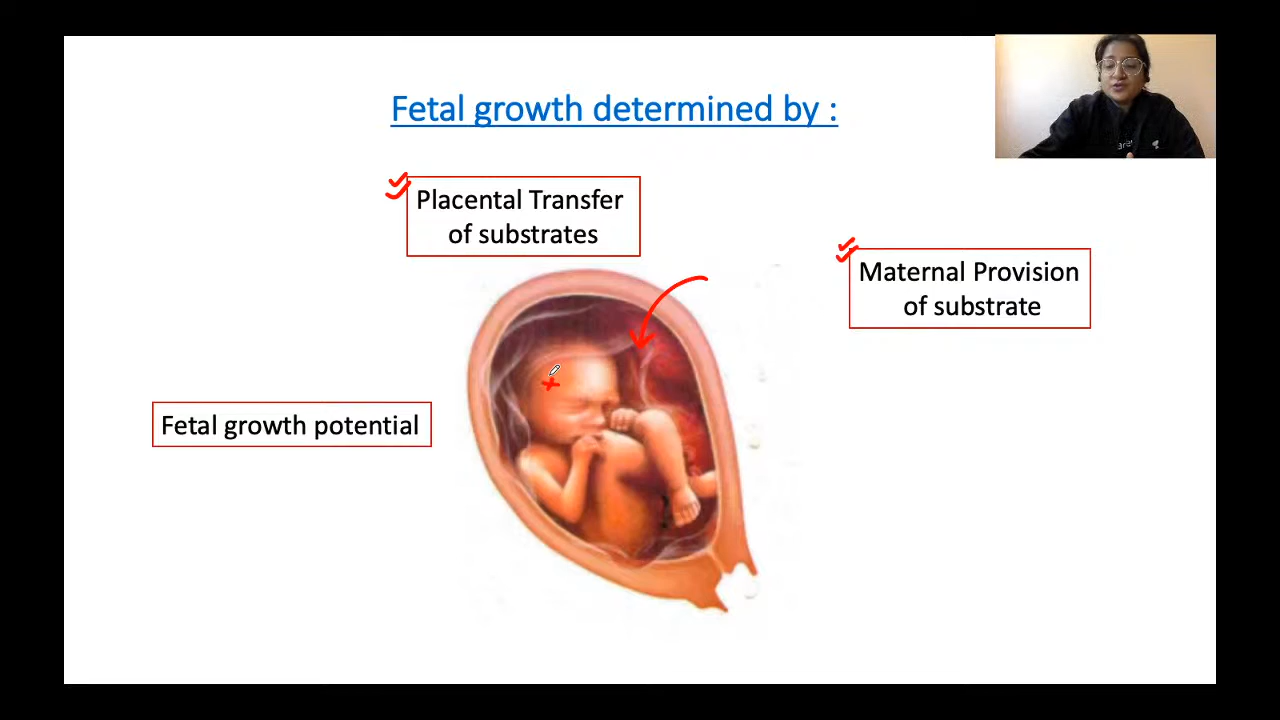 Fetal growth determined by :
Placental Transfer
of substrates
Maternal Provision
of substrate
Fetal growth potential